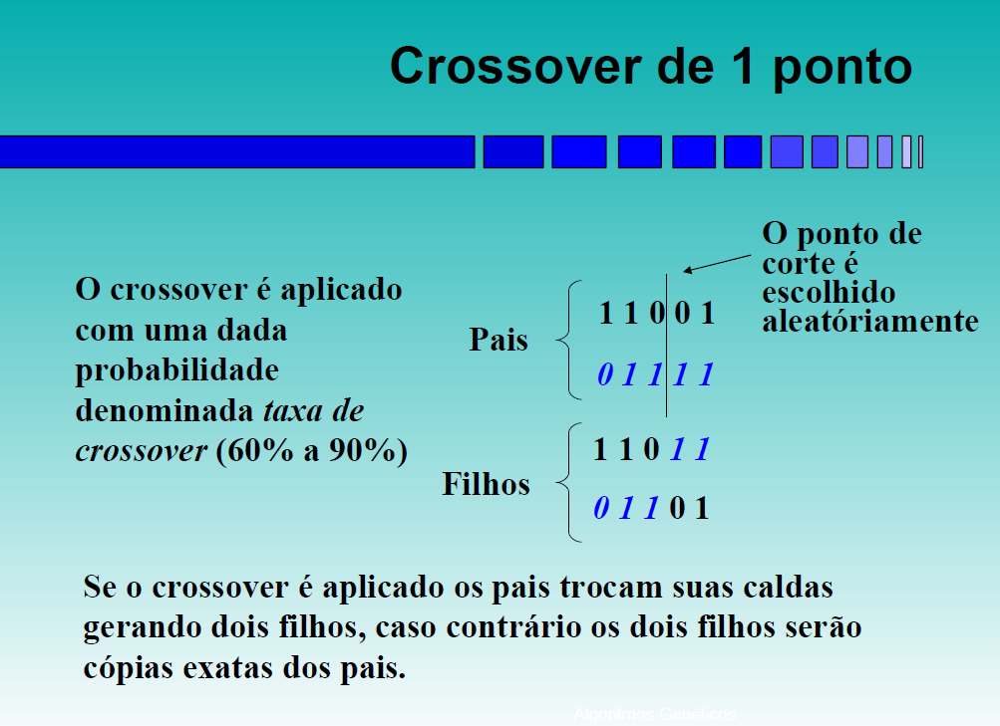 Crossover de 1 ponto
O crossover é aplicado
com uma dada
probabilidade
denominada taxa de
crossover (60% a 90%)
O ponto de
corte é
escolhido
aleatóriamente
Pais
1 1 0 0 1
0 1 1 1 1
Filhos
1 1 0 1 1
0 1 1 0 1
Se o crossover é aplicado os pais trocam suas caldas
gerando dois filhos, caso contrário os dois filhos serão
cópias exatas dos pais.
Algoritmos Genéticos